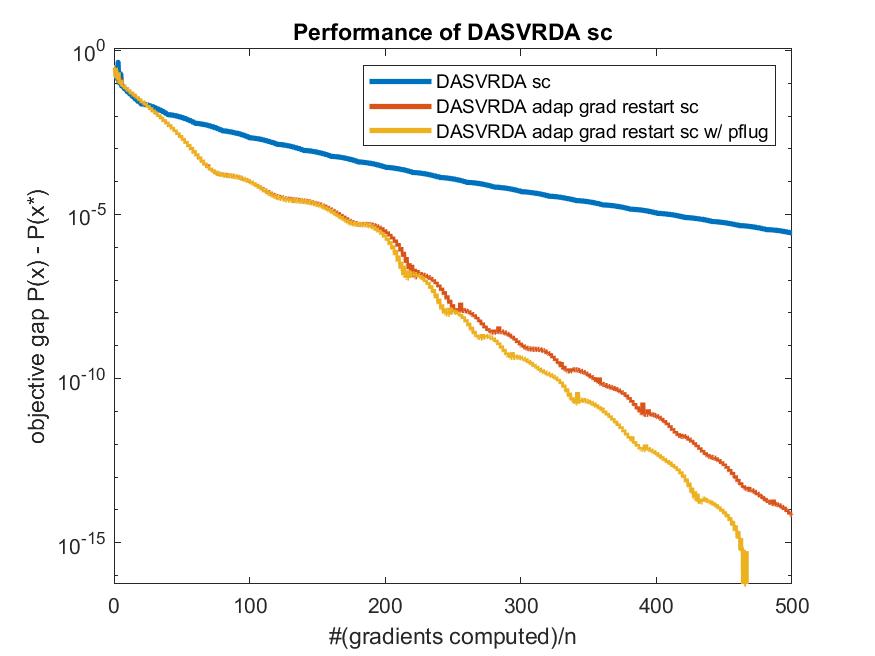 Performance of DASVRDA sc
DASVRDA sc
DASVRDA adap grad restart sc
DASVRDA adap grad restart sc w/ pflug
objective gap P(x) - P(x*)
10^0
10^-5
10^-10
10^-15
0 100 200 300 400 500
#(gradients computed)/n